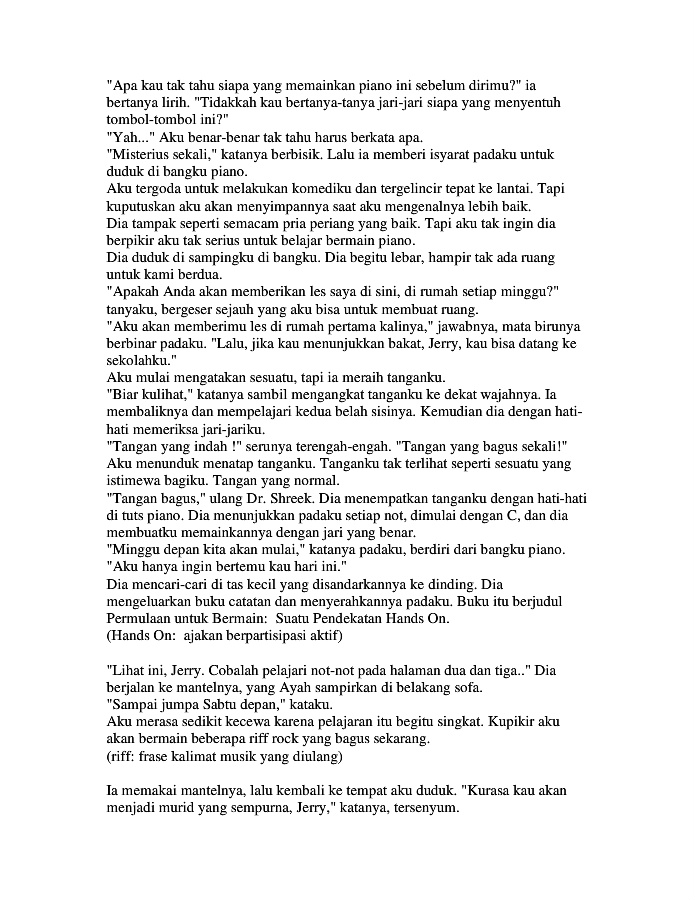 "Apa kau tak tahu siapa yang memainkan piano ini sebelum dirimu?" ia
bertanya lirih. "Tidakkah kau bertanya-tanya jari-jari siapa yang menyentuh
tombol-tombol ini?"
"Yah..." Aku benar-benar tak tahu harus berkata apa.
"Misterius sekali," katanya berbisik. Lalu ia memberi isyarat padaku untuk
duduk di bangku piano.
Aku tergoda untuk melakukan komediku dan tergelincir tepat ke lantai. Tapi
kuputuskan aku akan menyimpannya saat aku mengenalnya lebih baik.
Dia tampak seperti semacam pria periang yang baik. Tapi aku tak ingin dia
berpikir aku tak serius untuk belajar bermain piano.
Dia duduk di sampingku di bangku. Dia begitu lebar, hampir tak ada ruang
untuk kami berdua.
"Apakah Anda akan memberikan les saya di sini, di rumah setiap minggu?"
tanyaku, bergeser sejauh yang aku bisa untuk membuat ruang.
"Aku akan memberimu les di rumah pertama kalinya," jawabnya, mata birunya
berbinar padaku. "Lalu, jika kau menunjukkan bakat, Jerry, kau bisa datang ke
sekolahku."
Aku mulai mengatakan sesuatu, tapi ia meraih tanganku.
"Biar kulihat," katanya sambil mengangkat tanganku ke dekat wajahnya. Ia
membaliknya dan mempelajari kedua belah sisinya. Kemudian dia dengan hati-
hati memeriksa jari-jariku.
"Tangan yang indah !" serunya terengah-engah. "Tangan yang bagus sekali!"
Aku menunduk menatap tanganku. Tanganku tak terlihat seperti sesuatu yang
istimewa bagiku. Tangan yang normal.
"Tangan bagus," ulang Dr. Shreek. Dia menempatkan tanganku dengan hati-hati
di tuts piano. Dia menunjukkan padaku setiap not, dimulai dengan C, dan dia
membuatku memainkannya dengan jari yang benar.
"Minggu depan kita akan mulai," katanya padaku, berdiri dari bangku piano.
"Aku hanya ingin bertemu kau hari ini."
Dia mencari-cari di tas kecil yang disandarkannya ke dinding. Dia
mengeluarkan buku catatan dan menyerahkannya padaku. Buku itu berjudul
Permulaan untuk Bermain:  Suatu Pendekatan Hands On.
(Hands On:  ajakan berpartisipasi aktif)
"Lihat ini, Jerry. Cobalah pelajari not-not pada halaman dua dan tiga.." Dia
berjalan ke mantelnya, yang Ayah sampirkan di belakang sofa.
"Sampai jumpa Sabtu depan," kataku.
Aku merasa sedikit kecewa karena pelajaran itu begitu singkat. Kupikir aku
akan bermain beberapa riff rock yang bagus sekarang.
(riff: frase kalimat musik yang diulang)
Ia memakai mantelnya, lalu kembali ke tempat aku duduk. "Kurasa kau akan
menjadi murid yang sempurna, Jerry," katanya, tersenyum.